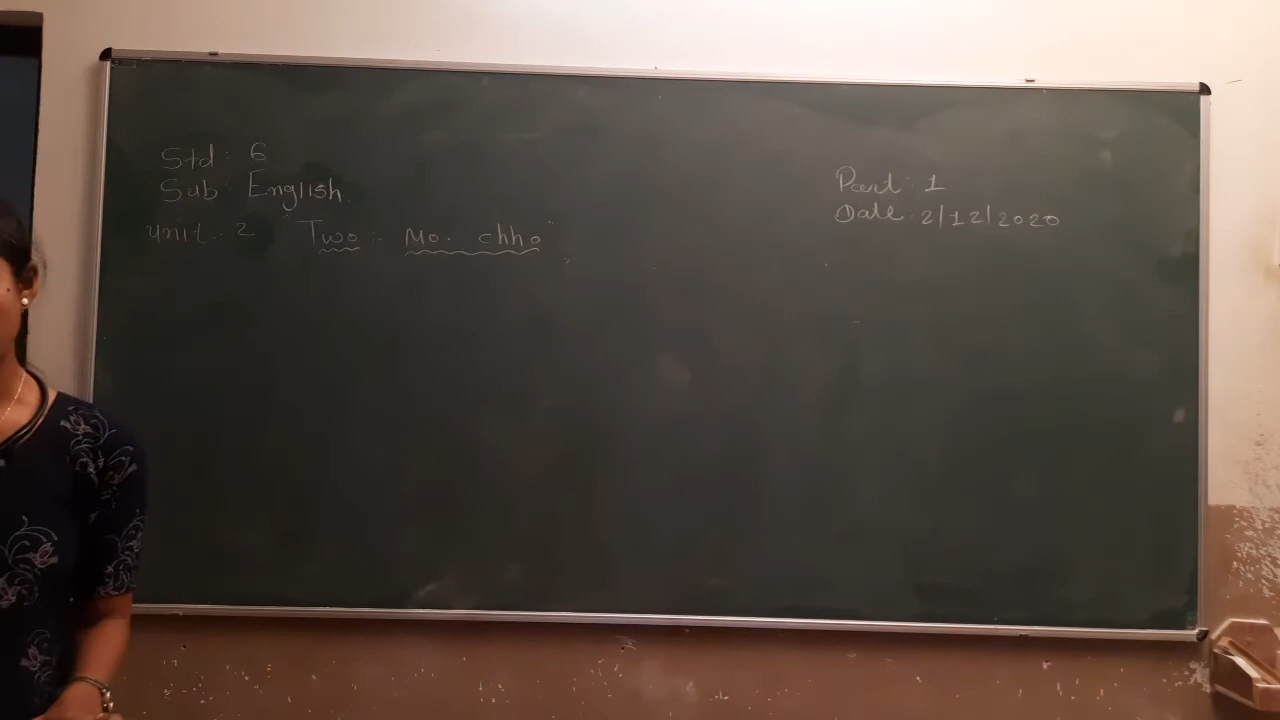 Std : 6
Sub : English.
Unit : 2 "Two : Mo. chho"
Part : 1
Date : 2/12/2020